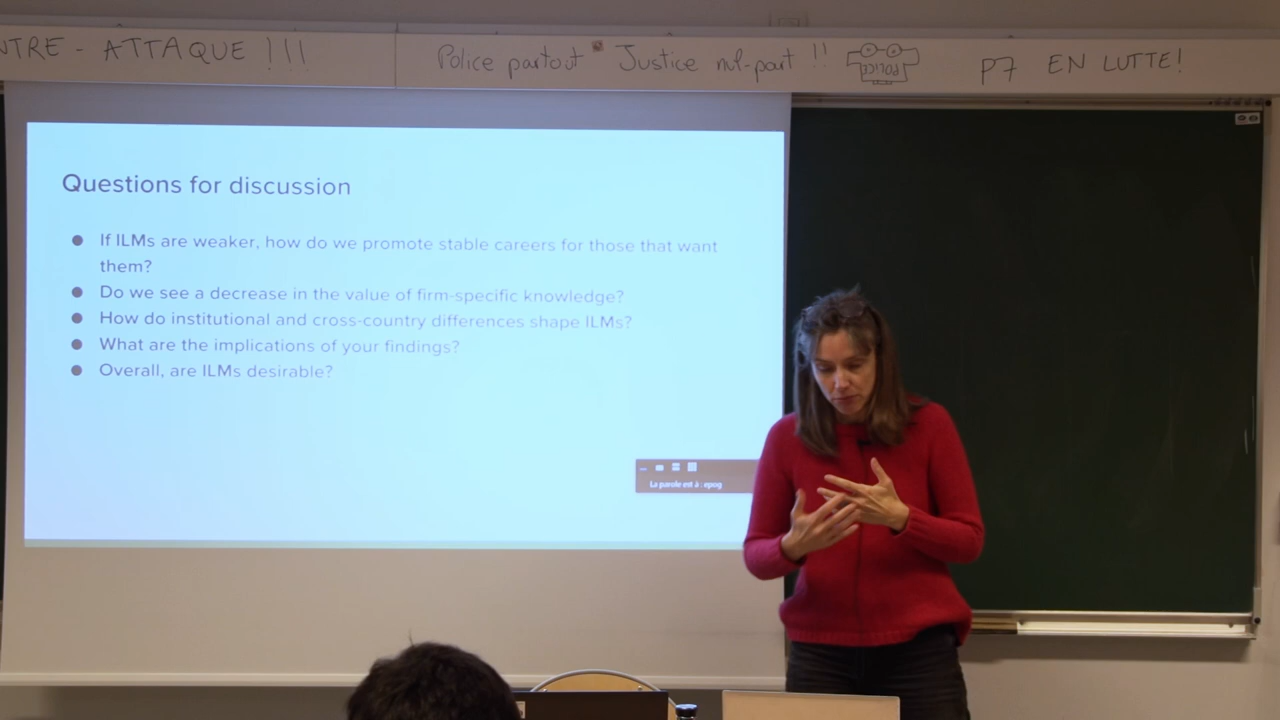 NTRE - ATTAQUE !!! Police partout Justice nul-part !! POLICE P7 EN LUTTE!
Questions for discussion
● If ILMs are weaker, how do we promote stable careers for those that want
them?
● Do we see a decrease in the value of firm-specific knowledge?
● How do institutional and cross-country differences shape ILMs?
● What are the implications of your findings?
● Overall, are ILMs desirable?
La parole est à : epog